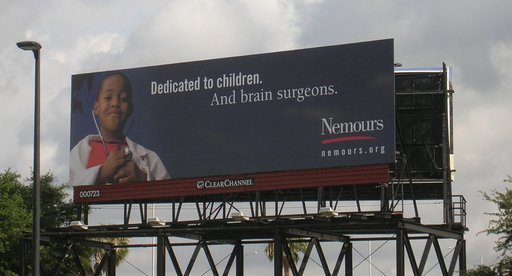 Dedicated to children.
And brain surgeons.
Nemours
nemours.org
000723
CLEARCHANNEL